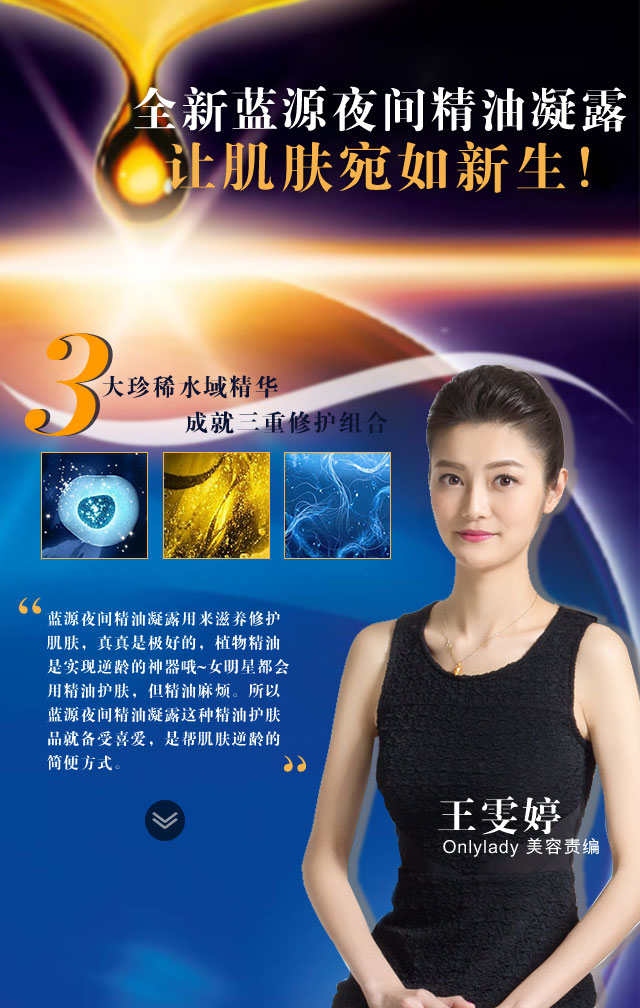 全新蓝源夜间精油凝露
让肌肤宛如新生！
3大珍稀水域精华
成就三重修护组合
“蓝源夜间精油凝露用来滋养修护
肌肤，真真是极好的，植物精油
是实现逆龄的神器哦~女明星都会
用精油护肤，但精油麻烦。所以
蓝源夜间精油凝露这种精油护肤
品就备受喜爱，是帮肌肤逆龄的
简便方式。”
王雯婷
Onlylady 美容责编